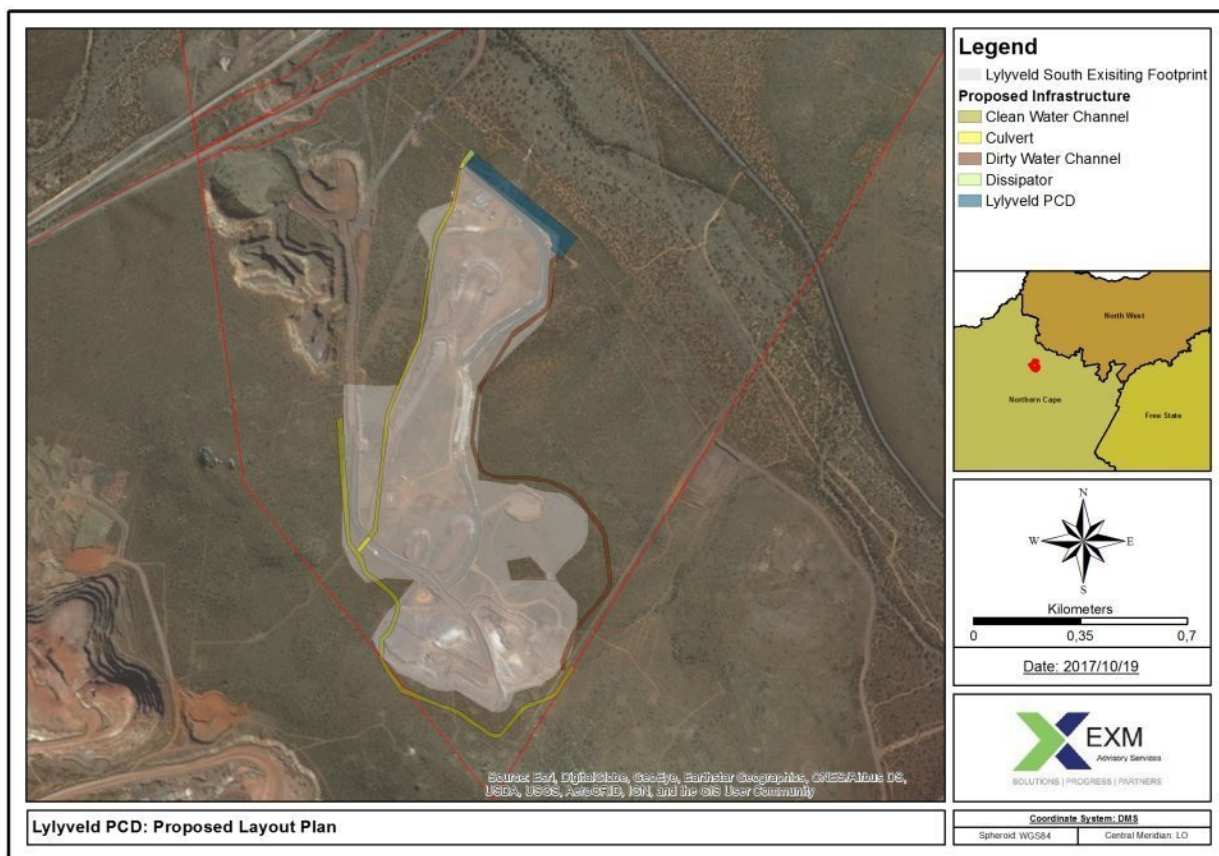 Legend
Lylyveld South Exisiting Footprint
Proposed Infrastructure
Clean Water Channel
Culvert
Dirty Water Channel
Dissipator
Lylyveld PCD
North West
Northern Cape
Free State
N
W
E
S
Kilometers
0
0,35
0,7
Date: 2017/10/19
EXM
Advisory Services
SOLUTIONS | PROGRESS | PARTNERS
Source: Esri, DigitalGlobe, GeoEye, Earthstar Geographics, CNES/Airbus DS,
USDA, USGS, AeroGRID, IGN, and the GIS User Community
Lylyveld PCD: Proposed Layout Plan
Coordinate System: DMS
Spheroid: WGS84
Central Meridian: LO